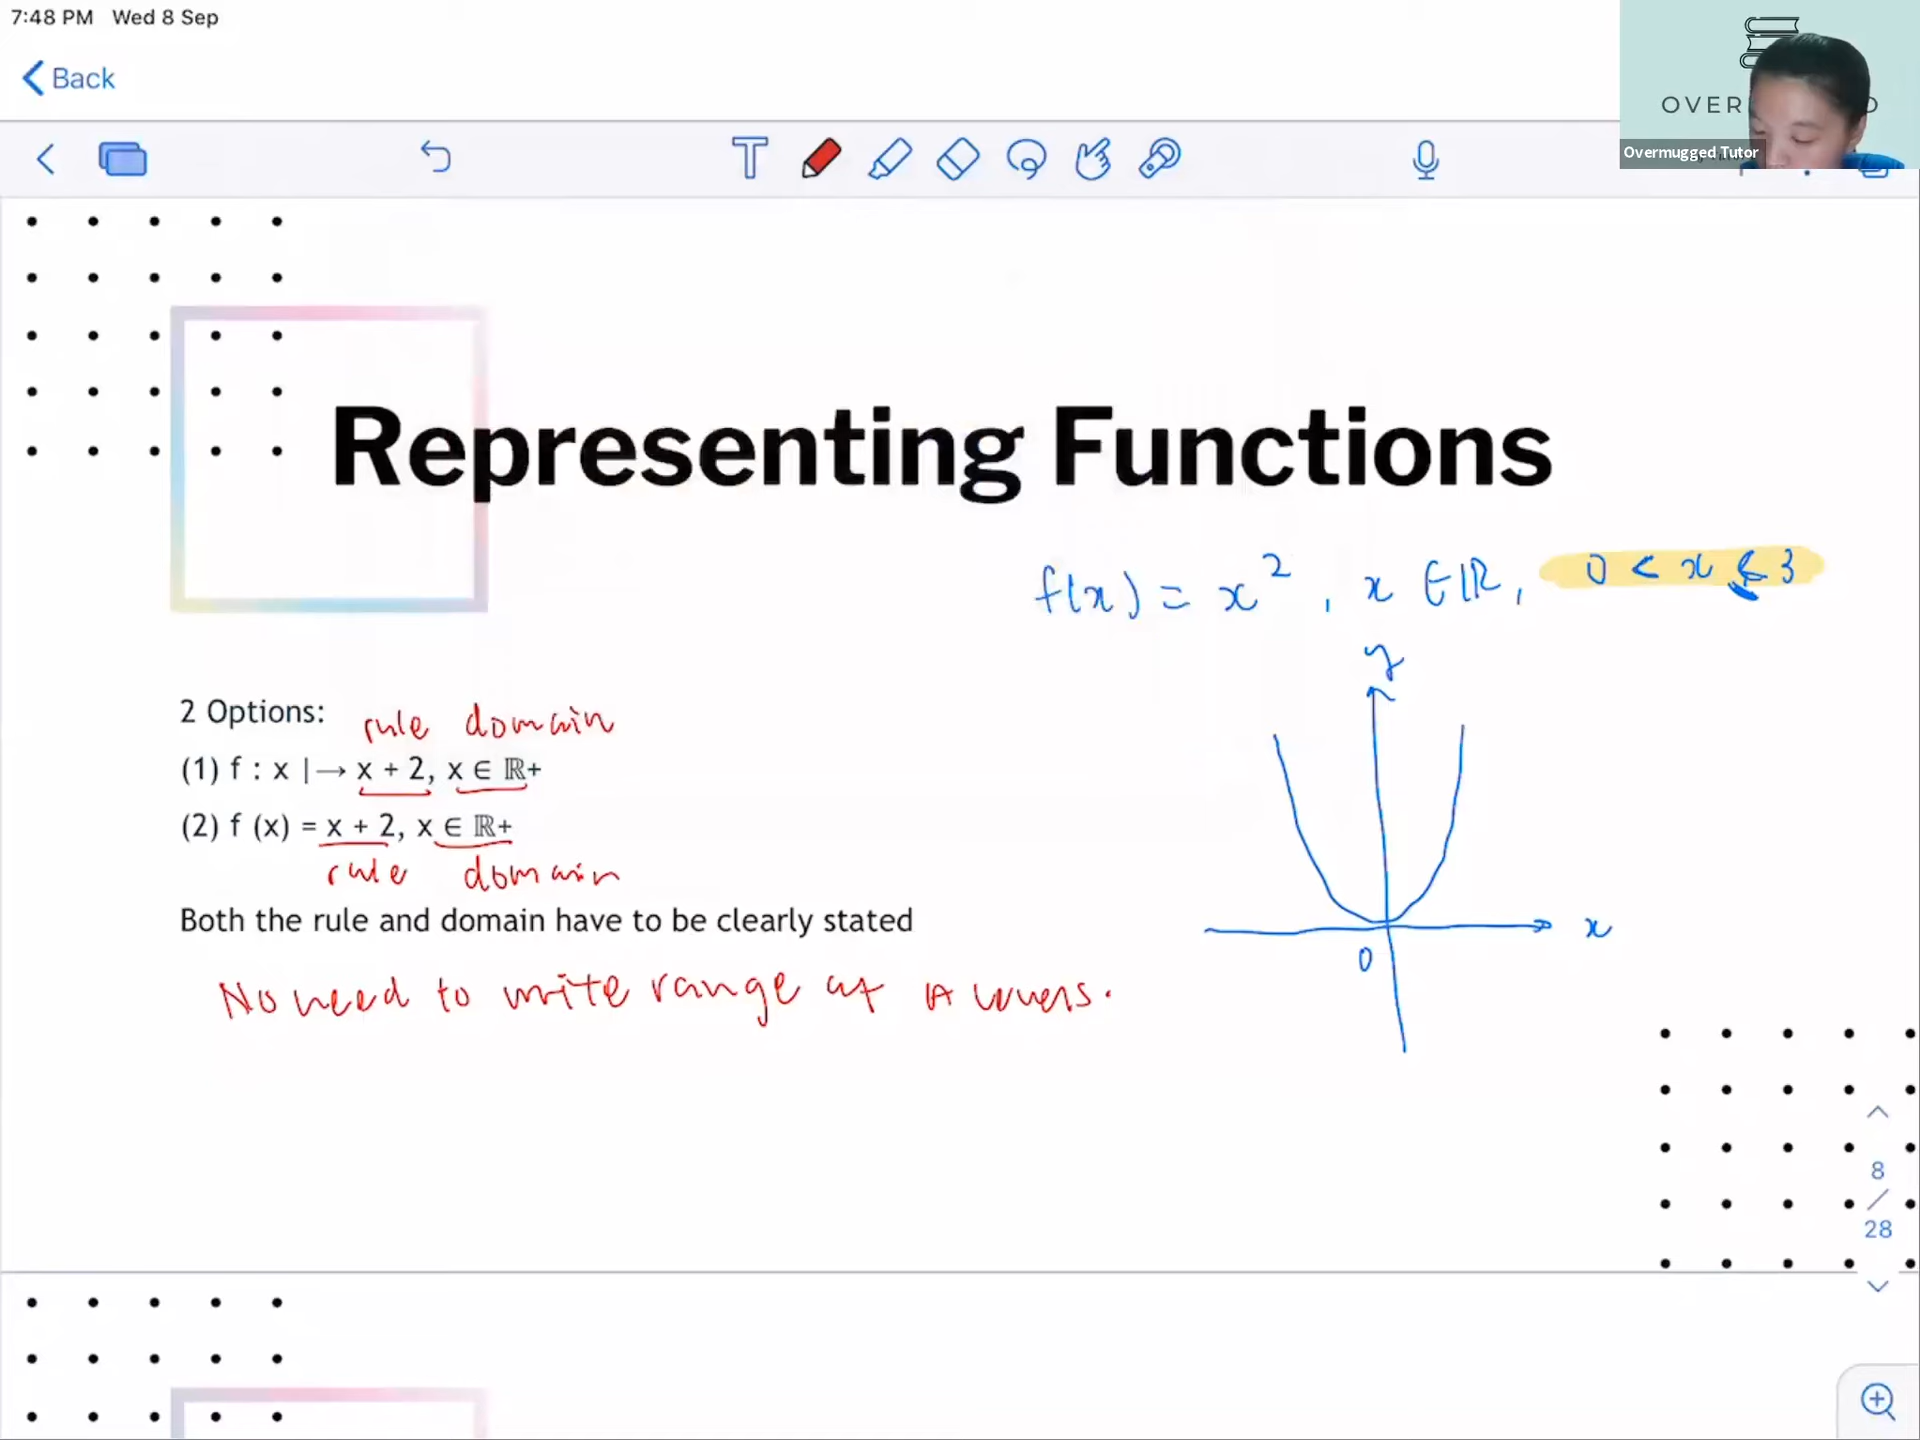 7:48 PM Wed 8 Sep
Back
OVER D
Overmugged Tutor
T
Representing Functions
f(x) = x², x ∈ ℝ, 0 < x ≤ 3
y
2 Options:
rule domain
(1) f : x |→ x + 2, x ∈ ℝ+
(2) f (x) = x + 2, x ∈ ℝ+
rule domain
Both the rule and domain have to be clearly stated
x
0
No need to write range at A levels.
8
/
28